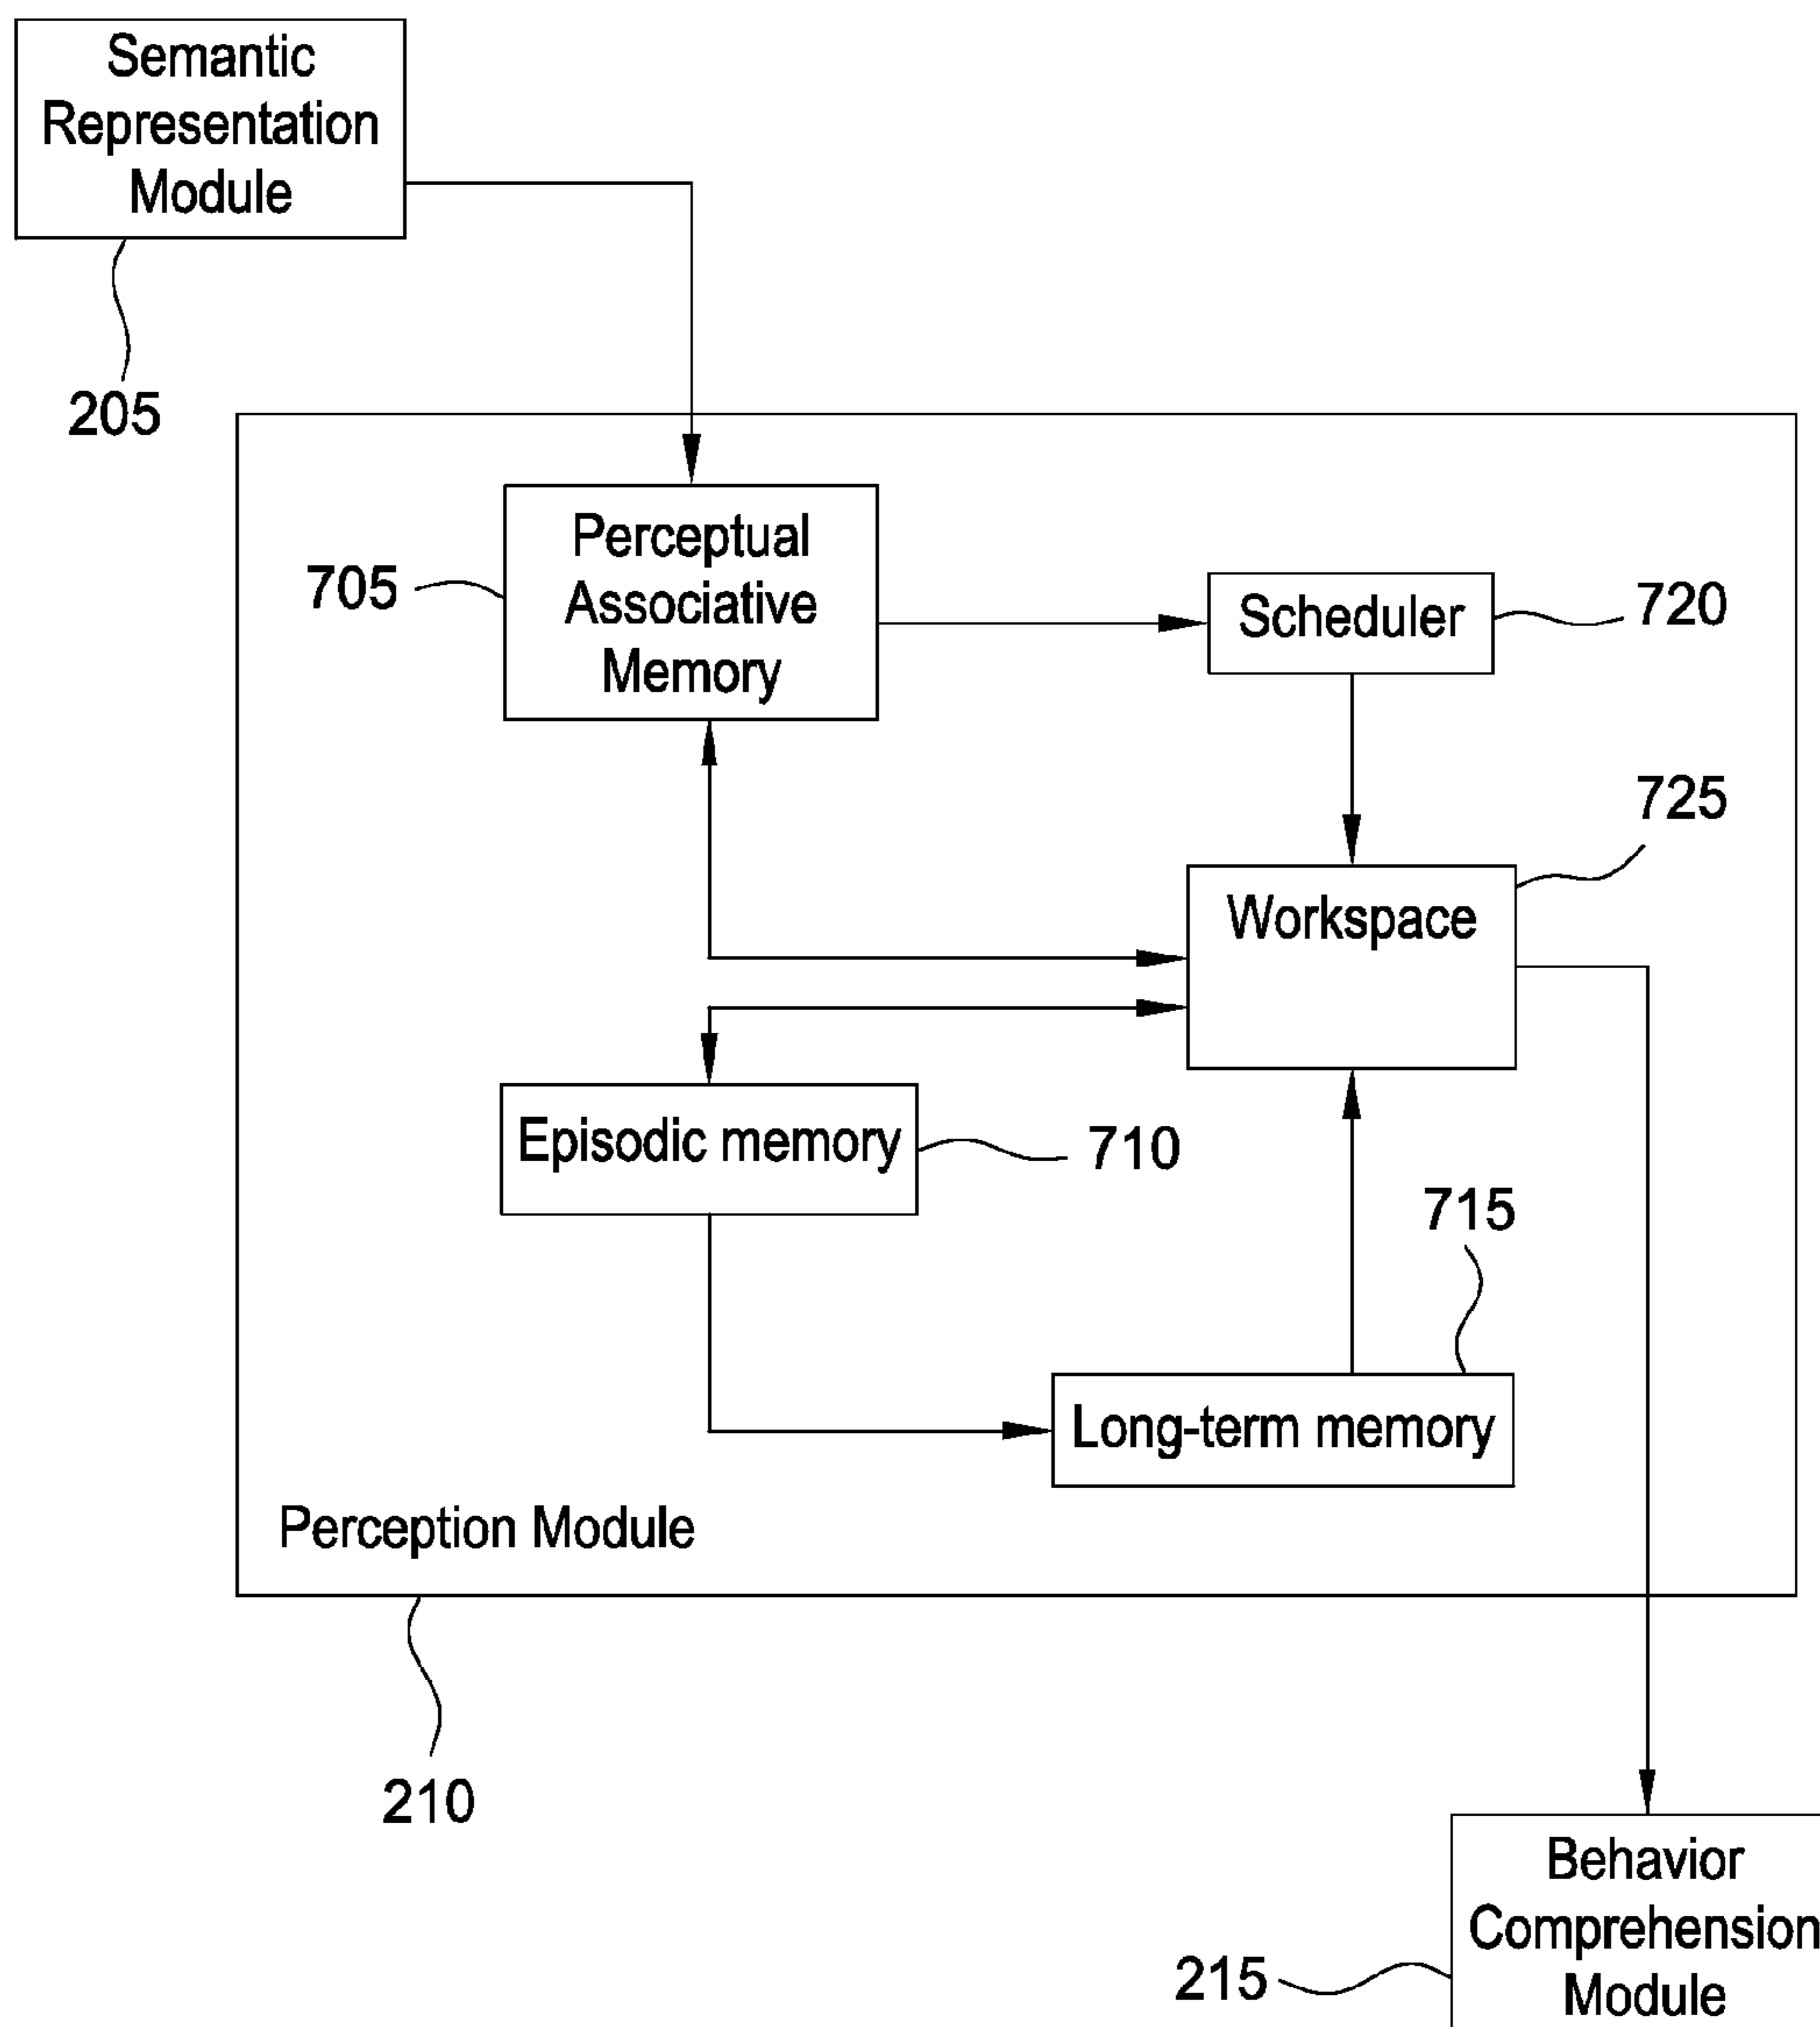 Semantic
Representation
Module
205
Perceptual
Associative
Memory
705
Scheduler
720
725
Workspace
Episodic memory
710
715
Long-term memory
Perception Module
210
Behavior
Comprehension
Module
215